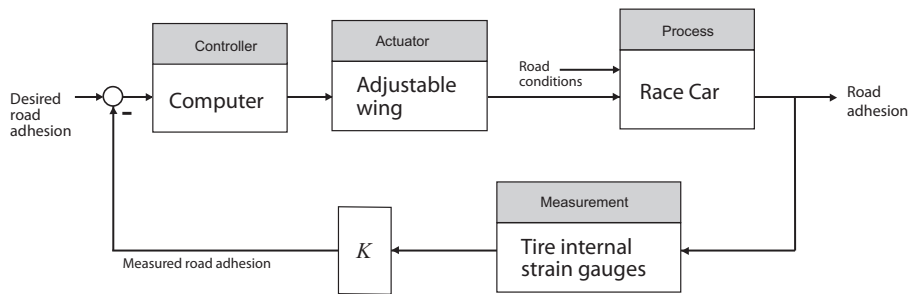 Controller
Computer
Actuator
Adjustable
wing
Process
Race Car
Road
conditions
Desired
road
adhesion
-
Road
adhesion
Measurement
Tire internal
strain gauges
K
Measured road adhesion